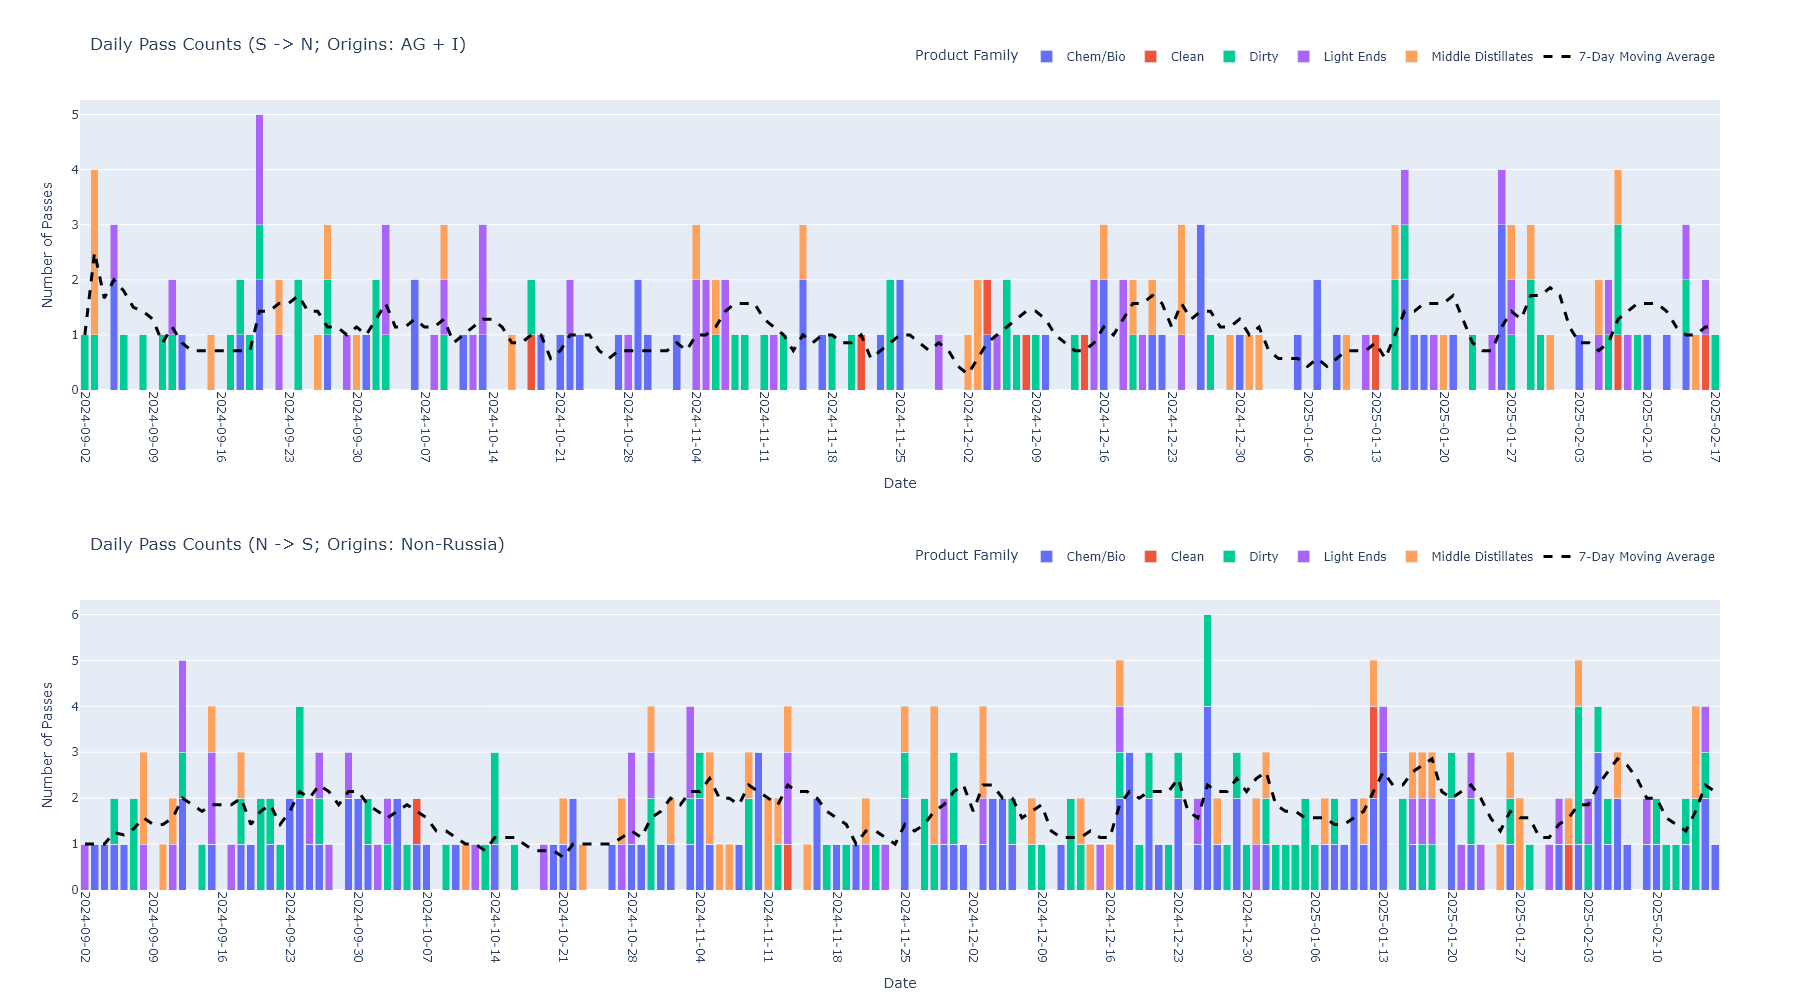 Daily Pass Counts (S -> N; Origins: AG + I)
Product Family Chem/Bio Clean Dirty Light Ends Middle Distillates 7-Day Moving Average
Number of Passes
5
4
3
2
1
0
2024-09-02 2024-09-09 2024-09-16 2024-09-23 2024-09-30 2024-10-07 2024-10-14 2024-10-21 2024-10-28 2024-11-04 2024-11-11 2024-11-18 2024-11-25 2024-12-02 2024-12-09 2024-12-16 2024-12-23 2024-12-30 2025-01-06 2025-01-13 2025-01-20 2025-01-27 2025-02-03 2025-02-10 2025-02-17
Date
Daily Pass Counts (N -> S; Origins: Non-Russia)
Product Family Chem/Bio Clean Dirty Light Ends Middle Distillates 7-Day Moving Average
Number of Passes
6
5
4
3
2
1
0
2024-09-02 2024-09-09 2024-09-16 2024-09-23 2024-09-30 2024-10-07 2024-10-14 2024-10-21 2024-10-28 2024-11-04 2024-11-11 2024-11-18 2024-11-25 2024-12-02 2024-12-09 2024-12-16 2024-12-23 2024-12-30 2025-01-06 2025-01-13 2025-01-20 2025-01-27 2025-02-03 2025-02-10
Date